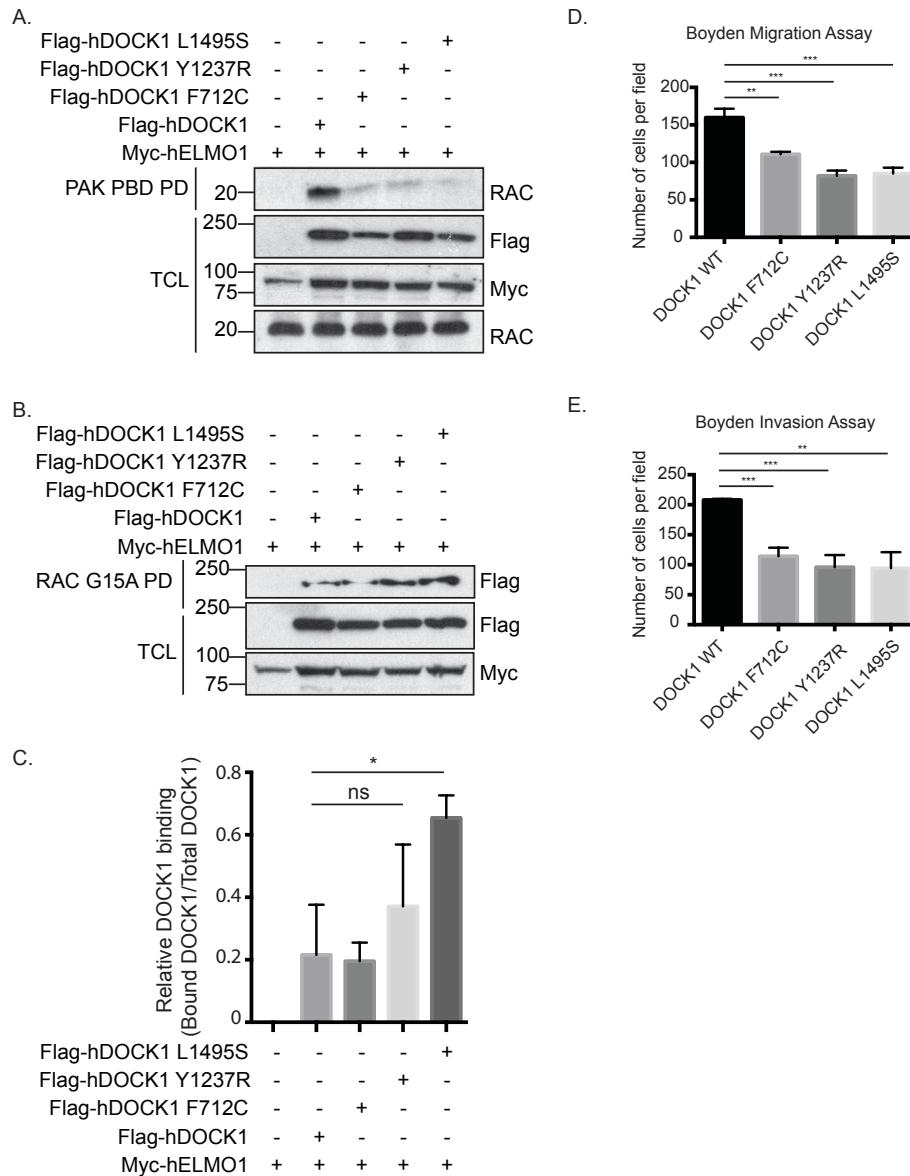 A.
Flag-hDOCK1 L1495S - - - - +
Flag-hDOCK1 Y1237R - - - + -
Flag-hDOCK1 F712C - - + - -
Flag-hDOCK1 - + - - -
Myc-hELMO1 + + + + +
PAK PBD PD 20 RAC
TCL
250 Flag
100
75 Myc
20 RAC
B.
Flag-hDOCK1 L1495S - - - - +
Flag-hDOCK1 Y1237R - - - + -
Flag-hDOCK1 F712C - - + - -
Flag-hDOCK1 - + - - -
Myc-hELMO1 + + + + +
RAC G15A PD 250 Flag
TCL
250 Flag
100
75 Myc
C.
Relative DOCK1 binding
(Bound DOCK1/Total DOCK1)
0.8
0.6
0.4
0.2
0
*
ns
Flag-hDOCK1 L1495S - - - - +
Flag-hDOCK1 Y1237R - - - + -
Flag-hDOCK1 F712C - - + - -
Flag-hDOCK1 - + - - -
Myc-hELMO1 + + + + +
D.
Boyden Migration Assay
Number of cells per field
200
150
100
50
0
***
***
**
DOCK1 WT
DOCK1 F712C
DOCK1 Y1237R
DOCK1 L1495S
E.
Boyden Invasion Assay
Number of cells per field
250
200
150
100
50
0
**
***
***
DOCK1 WT
DOCK1 F712C
DOCK1 Y1237R
DOCK1 L1495S